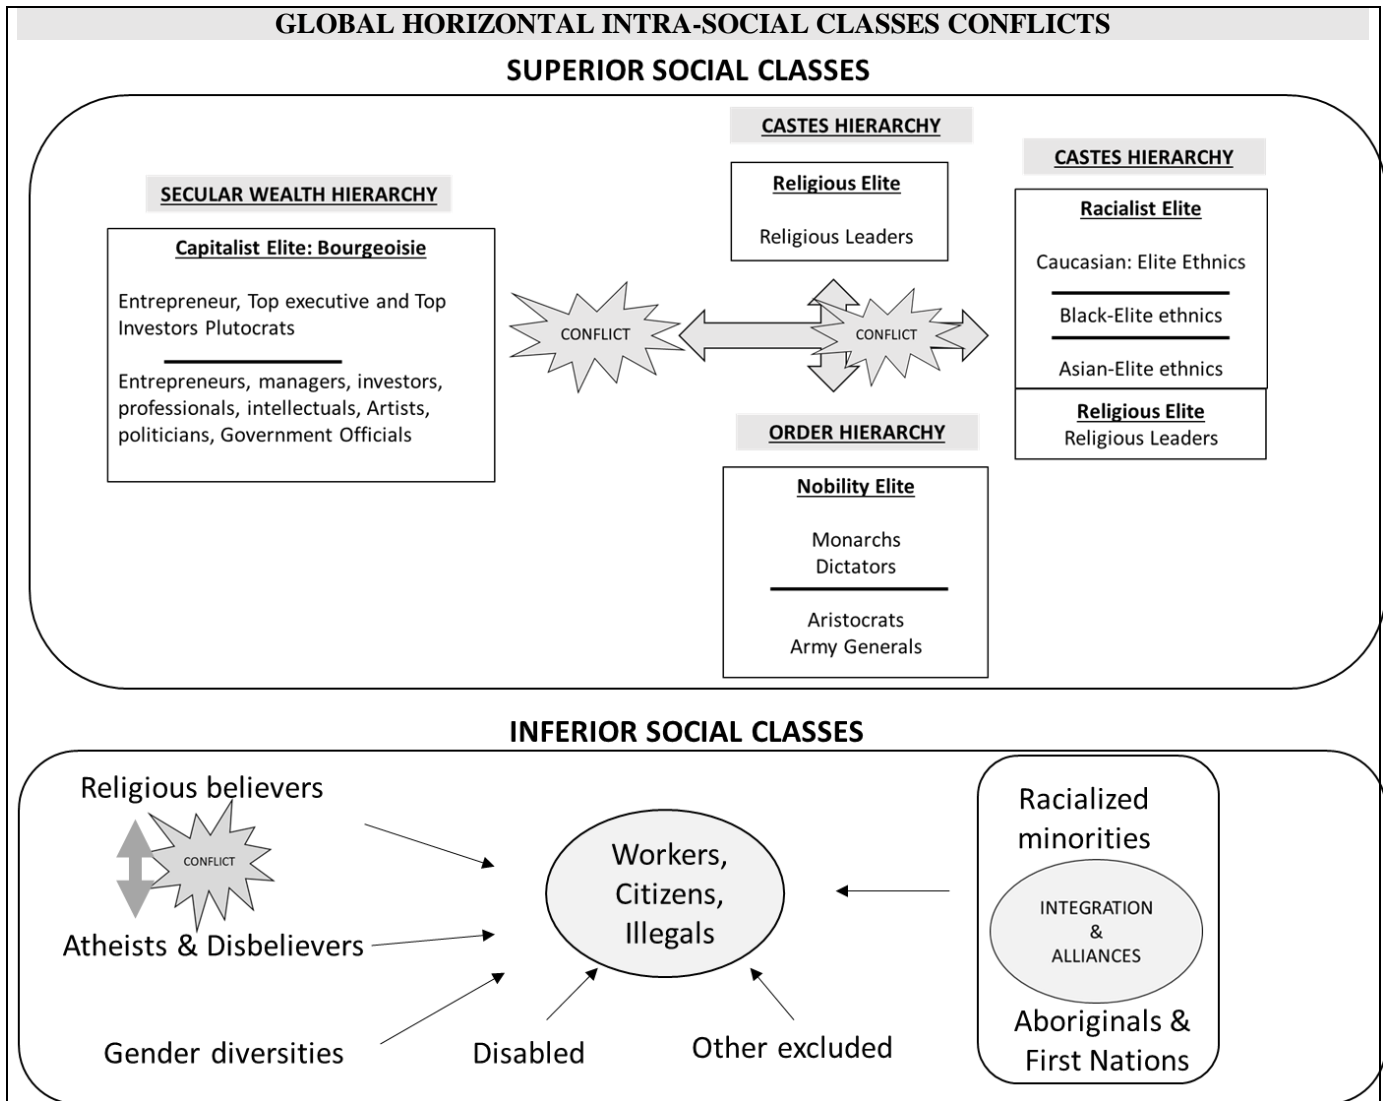 GLOBAL HORIZONTAL INTRA-SOCIAL CLASSES CONFLICTS
SUPERIOR SOCIAL CLASSES
SECULAR WEALTH HIERARCHY
Capitalist Elite: Bourgeoisie
Entrepreneur, Top executive and Top
Investors Plutocrats
Entrepreneurs, managers, investors,
professionals, intellectuals, Artists,
politicians, Government Officials
CONFLICT
CASTES HIERARCHY
Religious Elite
Religious Leaders
CONFLICT
ORDER HIERARCHY
Nobility Elite
Monarchs
Dictators
Aristocrats
Army Generals
CASTES HIERARCHY
Racialist Elite
Caucasian: Elite Ethnics
Black-Elite ethnics
Asian-Elite ethnics
Religious Elite
Religious Leaders
INFERIOR SOCIAL CLASSES
Religious believers
CONFLICT
Atheists & Disbelievers
Gender diversities
Disabled
Other excluded
Workers,
Citizens,
Illegals
Racialized
minorities
INTEGRATION
&
ALLIANCES
Aboriginals &
First Nations